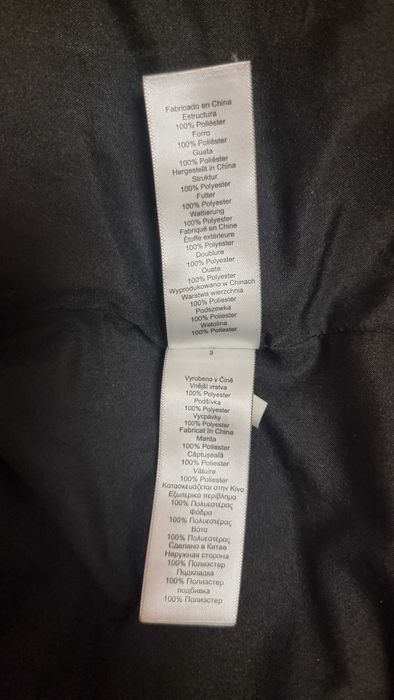 Fabricado en China
Estructura
100% Poliéster
Forro
100% Poliéster
Guata
100% Poliéster
Hergestellt in China
Struktur
100% Polyester
Futter
100% Polyester
Wattierung
100% Polyester
Fabriqué en Chine
Étoffe extérieure
100% Polyester
Doublure
100% Polyester
Ouate
100% Polyester
Wyprodukowano w Chinach
Warstwa wierzchnia
100% Poliester
Podszewka
100% Poliester
Watolina
100% Poliester
3
Vyrobeno v Číně
Vnější vrstva
100% Polyester
Podšívka
100% Polyester
Vycpávky
100% Polyester
Fabricat în China
Manta
100% Poliester
Căptuşeală
100% Poliester
Vătuire
100% Poliester
Κατασκευάζεται στην Κίνα
Εξωτερικό περίβλημα
100% Πολυεστέρας
Φόδρα
100% Πολυεστέρας
Βάτα
100% Πολυεστέρας
Сделано в Китае
Наружная сторона
100% Полиэстер
Подкладка
100% Полиэстер
подбивка
100% Полиэстер